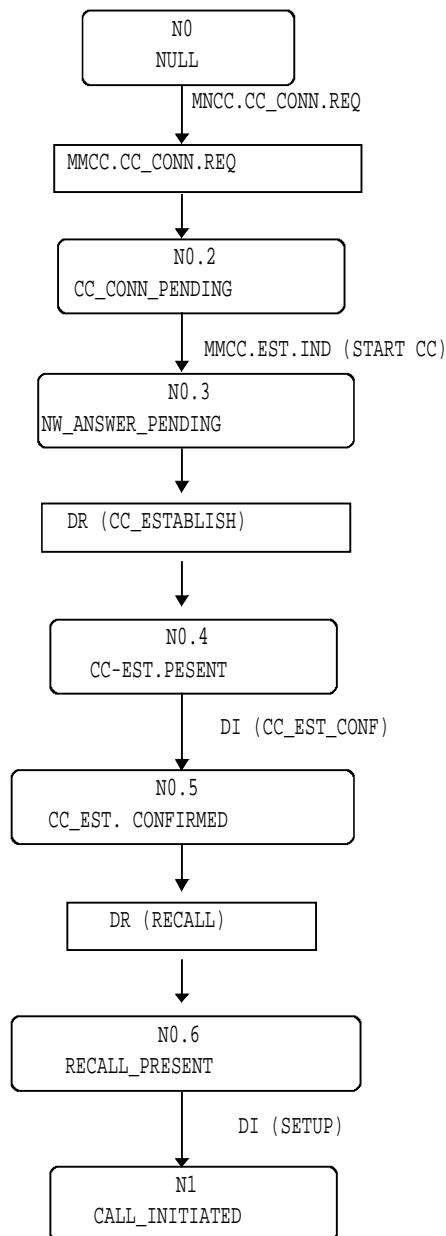 N0
NULL
MNCC.CC_CONN.REQ
MMCC.CC_CONN.REQ
N0.2
CC_CONN_PENDING
MMCC.EST.IND (START CC)
N0.3
NW_ANSWER_PENDING
DR (CC_ESTABLISH)
N0.4
CC-EST.PESENT
DI (CC_EST_CONF)
N0.5
CC_EST. CONFIRMED
DR (RECALL)
N0.6
RECALL_PRESENT
DI (SETUP)
N1
CALL_INITIATED